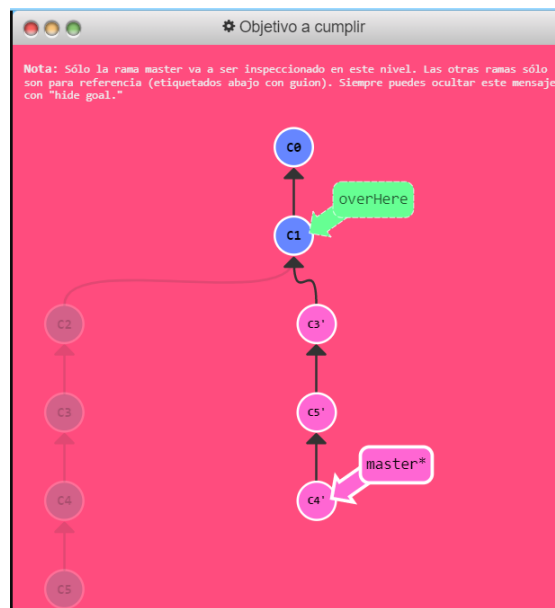 Objetivo a cumplir
Nota: Sólo la rama master va a ser inspeccionado en este nivel. Las otras ramas sólo
son para referencia (etiquetados abajo con guion). Siempre puedes ocultar este mensaje
con "hide goal."
C0
overHere
C1
C2
C3'
C3
C5'
master*
C4
C4'
C5